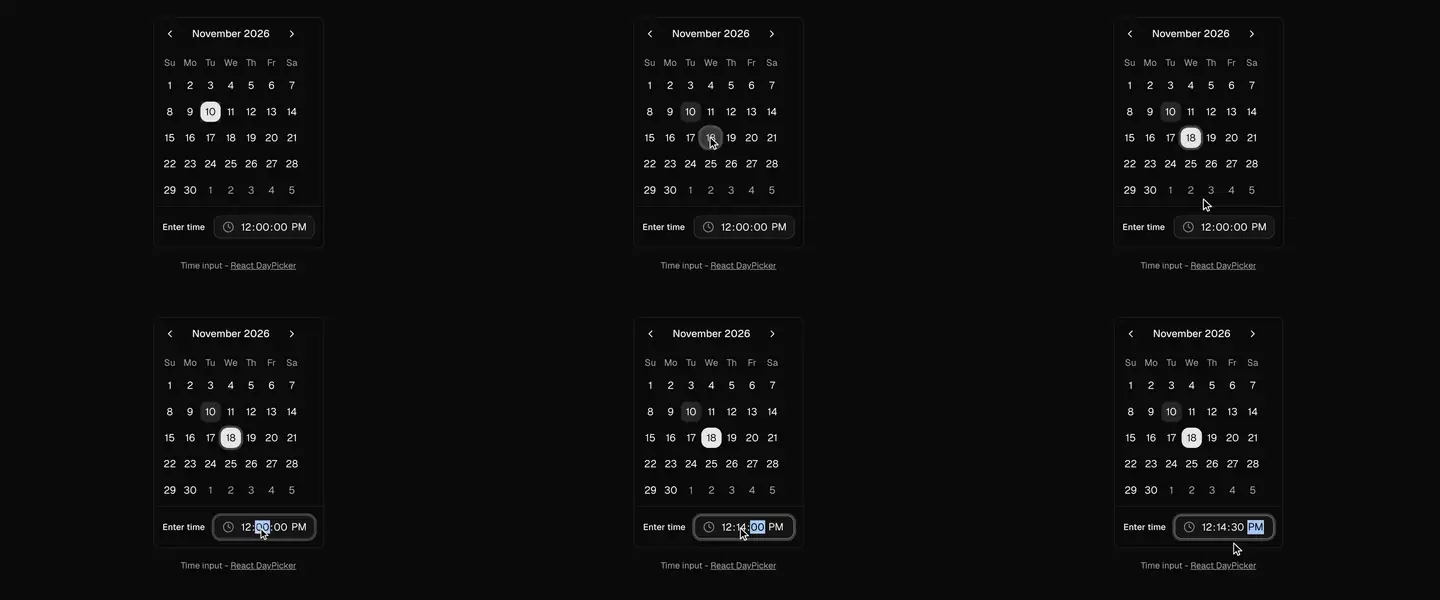 November 2026
Su Mo Tu We Th Fr Sa
1 2 3 4 5 6 7
8 9 10 11 12 13 14
15 16 17 18 19 20 21
22 23 24 25 26 27 28
29 30 1 2 3 4 5
Enter time 12:00:00 PM
Time input - React DayPicker
November 2026
Su Mo Tu We Th Fr Sa
1 2 3 4 5 6 7
8 9 10 11 12 13 14
15 16 17 18 19 20 21
22 23 24 25 26 27 28
29 30 1 2 3 4 5
Enter time 12:00:00 PM
Time input - React DayPicker
November 2026
Su Mo Tu We Th Fr Sa
1 2 3 4 5 6 7
8 9 10 11 12 13 14
15 16 17 18 19 20 21
22 23 24 25 26 27 28
29 30 1 2 3 4 5
Enter time 12:00:00 PM
Time input - React DayPicker
November 2026
Su Mo Tu We Th Fr Sa
1 2 3 4 5 6 7
8 9 10 11 12 13 14
15 16 17 18 19 20 21
22 23 24 25 26 27 28
29 30 1 2 3 4 5
Enter time 12:00:00 PM
Time input - React DayPicker
November 2026
Su Mo Tu We Th Fr Sa
1 2 3 4 5 6 7
8 9 10 11 12 13 14
15 16 17 18 19 20 21
22 23 24 25 26 27 28
29 30 1 2 3 4 5
Enter time 12:14:00 PM
Time input - React DayPicker
November 2026
Su Mo Tu We Th Fr Sa
1 2 3 4 5 6 7
8 9 10 11 12 13 14
15 16 17 18 19 20 21
22 23 24 25 26 27 28
29 30 1 2 3 4 5
Enter time 12:14:30 PM
Time input - React DayPicker